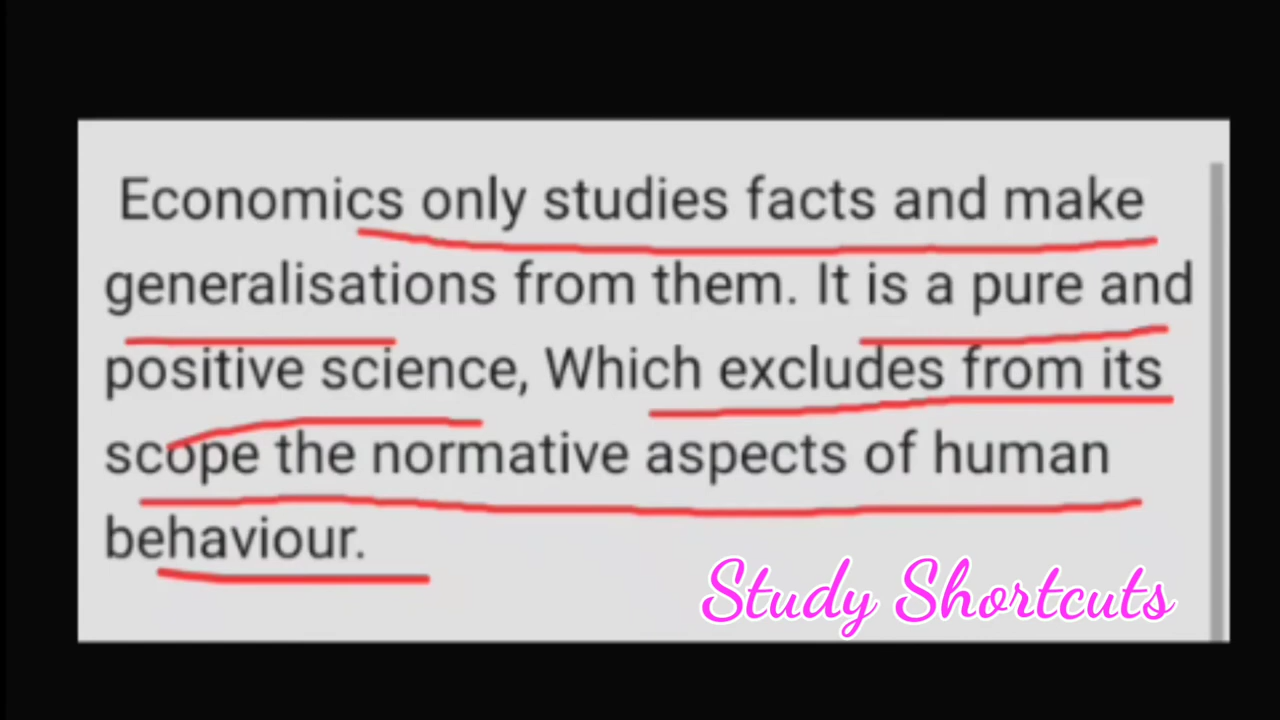 Economics only studies facts and make
generalisations from them. It is a pure and
positive science, Which excludes from its
scope the normative aspects of human
behaviour.
Study Shortcuts